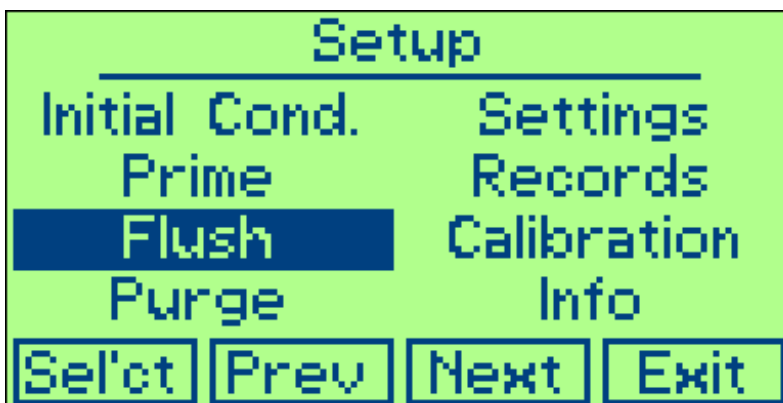 Setup
Initial Cond. Settings
Prime Records
Flush Calibration
Purge Info
Sel'ct Prev Next Exit